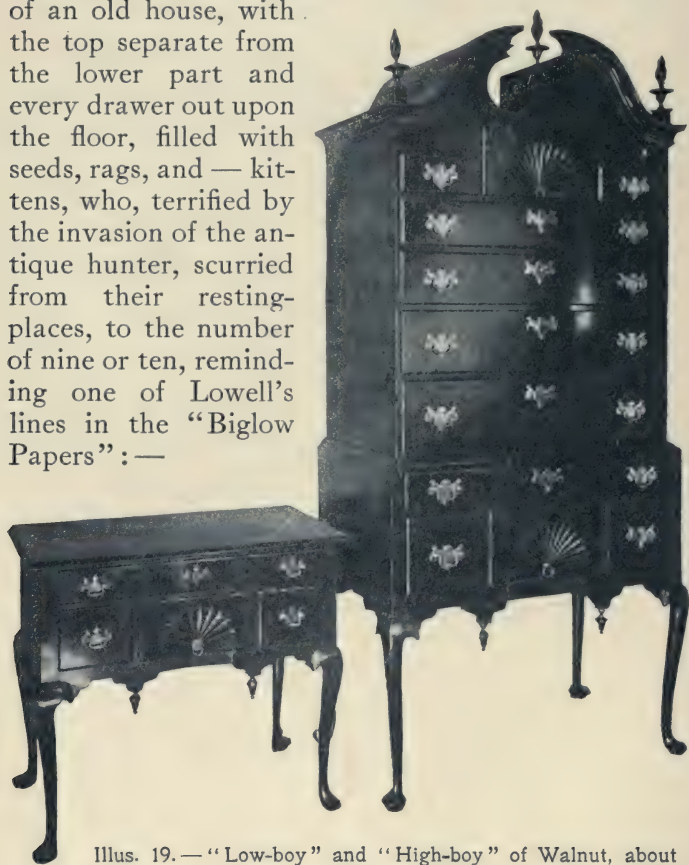 of an old house, with
the top separate from
the lower part and
every drawer out upon
the floor, filled with
seeds, rags, and — kit-
tens, who, terrified by
the invasion of the an-
tique hunter, scurried
from their resting-
places, to the number
of nine or ten, remind-
ing one of Lowell's
lines in the “Biglow
Papers”: —
Illus. 19. — “Low-boy” and “High-boy” of Walnut, about